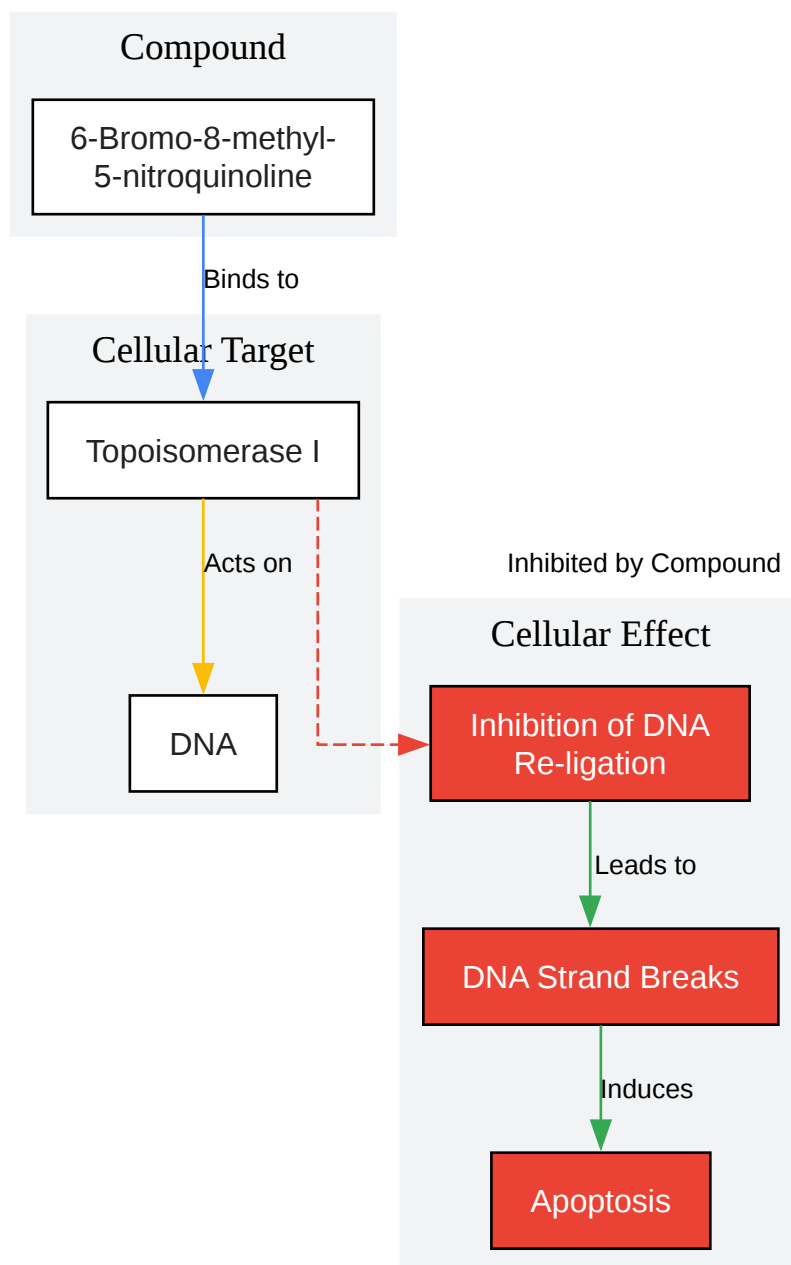 Compound
6-Bromo-8-methyl-
5-nitroquinoline
Binds to
Cellular Target
Topoisomerase I
Acts on
DNA
Inhibited by Compound
Cellular Effect
Inhibition of DNA
Re-ligation
Leads to
DNA Strand Breaks
Induces
Apoptosis